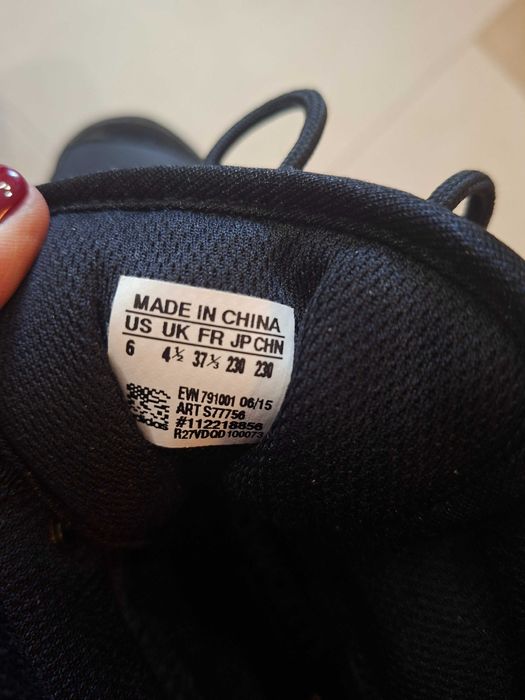 MADE IN CHINA
US UK FR JP CHN
6 4½ 37⅓ 230 230
EVN 791001 06/15
ART S77756
#112218856
R27VDQD100073